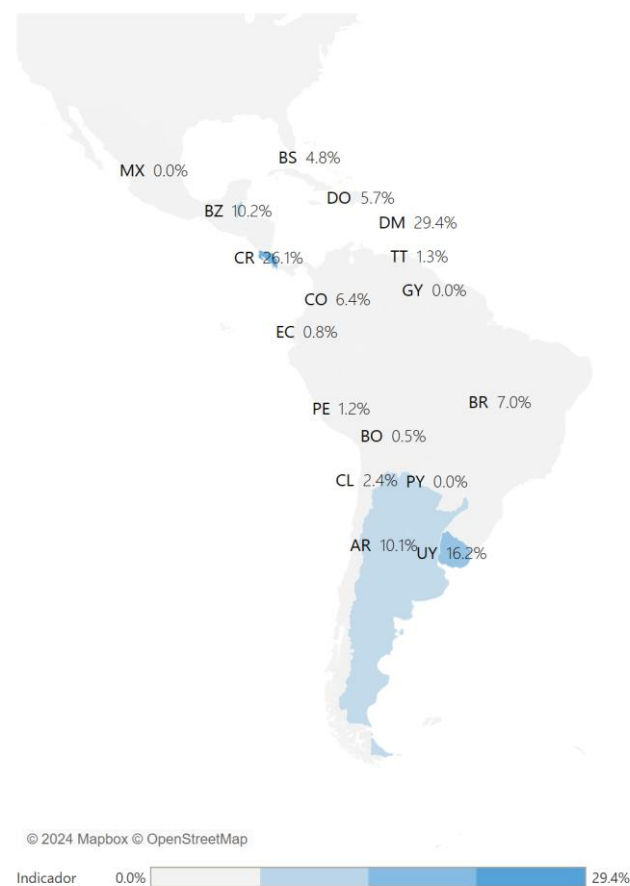 BS 4.8%
MX 0.0%
DO 5.7%
BZ 10.2%
DM 29.4%
CR 26.1%
TT 1.3%
GY 0.0%
CO 6.4%
EC 0.8%
BR 7.0%
PE 1.2%
BO 0.5%
CL 2.4%
PY 0.0%
AR 10.1%
UY 16.2%
© 2024 Mapbox © OpenStreetMap
Indicador 0.0% 29.4%